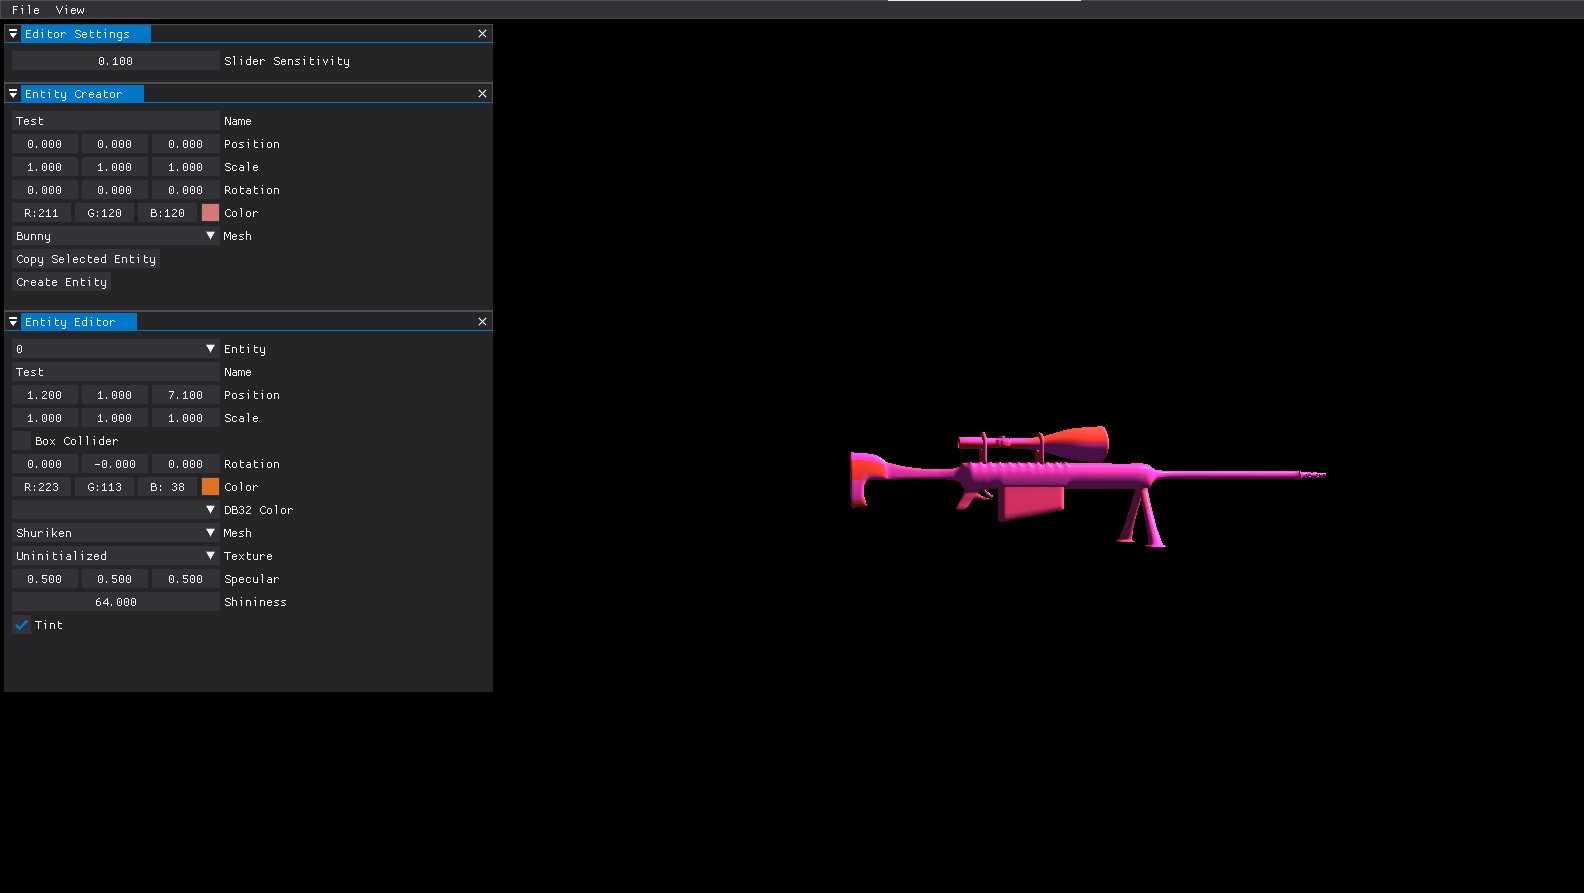 File View
Editor Settings
0.100 Slider Sensitivity
Entity Creator
Test Name
0.000 0.000 0.000 Position
1.000 1.000 1.000 Scale
0.000 0.000 0.000 Rotation
R:211 G:120 B:120 Color
Bunny Mesh
Copy Selected Entity
Create Entity
Entity Editor
0 Entity
Test Name
1.200 1.000 7.100 Position
1.000 1.000 1.000 Scale
Box Collider
0.000 -0.000 0.000 Rotation
R:223 G:113 B: 38 Color
DB32 Color
Shuriken Mesh
Uninitialized Texture
0.500 0.500 0.500 Specular
64.000 Shininess
Tint